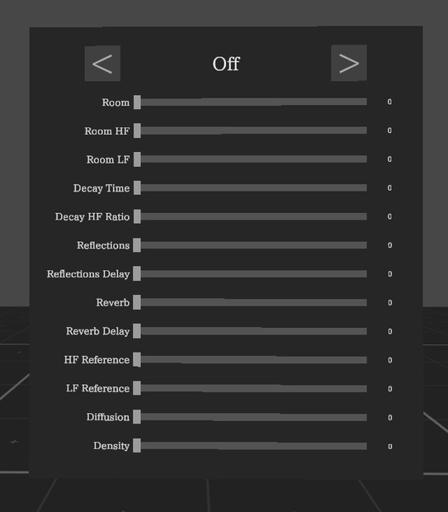 < Off >
Room 0
Room HF 0
Room LF 0
Decay Time 0
Decay HF Ratio 0
Reflections 0
Reflections Delay 0
Reverb 0
Reverb Delay 0
HF Reference 0
LF Reference 0
Diffusion 0
Density 0